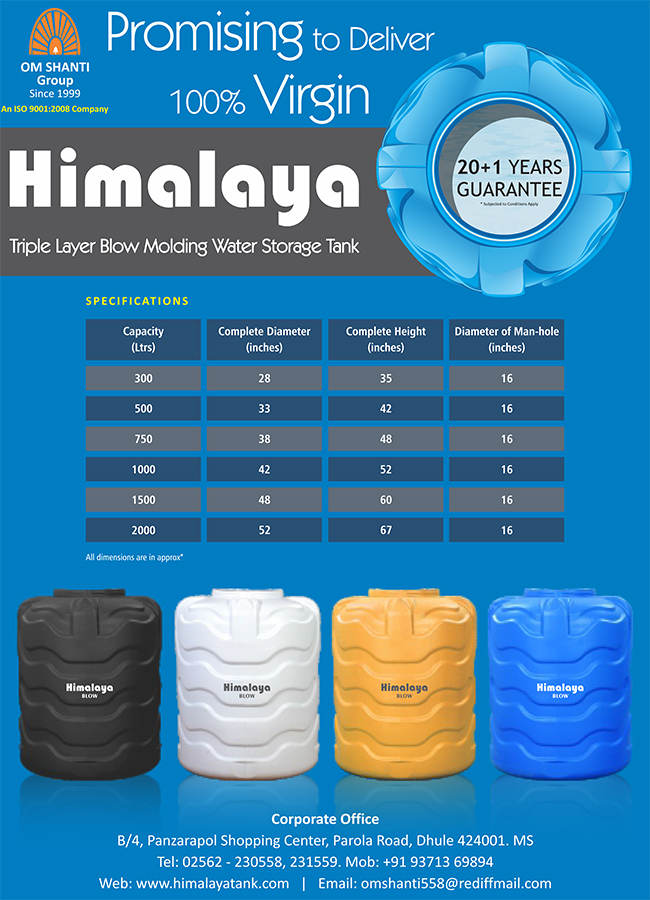 OM SHANTI
Group
Since 1999
An ISO 9001:2008 Company
Promising to Deliver
100% Virgin
Himalaya
Triple Layer Blow Molding Water Storage Tank
20+1 YEARS
GUARANTEE
* Subjected to Conditions Apply
SPECIFICATIONS
Capacity (Ltrs) Complete Diameter (inches) Complete Height (inches) Diameter of Man-hole (inches)
300 28 35 16
500 33 42 16
750 38 48 16
1000 42 52 16
1500 48 60 16
2000 52 67 16
All dimensions are in approx*
Himalaya
BLOW
Himalaya
BLOW
Himalaya
BLOW
Himalaya
BLOW
Corporate Office
B/4, Panzarapol Shopping Center, Parola Road, Dhule 424001. MS
Tel: 02562 - 230558, 231559. Mob: +91 93713 69894
Web: www.himalayatank.com | Email: omshanti558@rediffmail.com